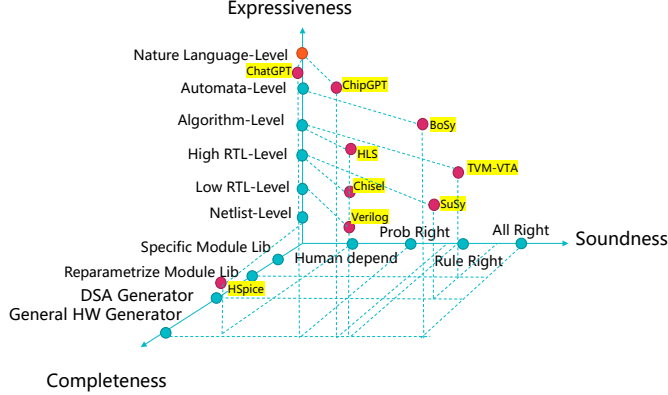 Expressiveness
Nature Language-Level
ChatGPT
ChipGPT
Automata-Level
Algorithm-Level
BoSy
High RTL-Level
HLS
TVM-VTA
Low RTL-Level
Chisel
SuSy
Netlist-Level
Verilog
Prob Right
All Right
Soundness
Specific Module Lib
Human depend
Rule Right
Reparametrize Module Lib
HSpice
DSA Generator
General HW Generator
Completeness